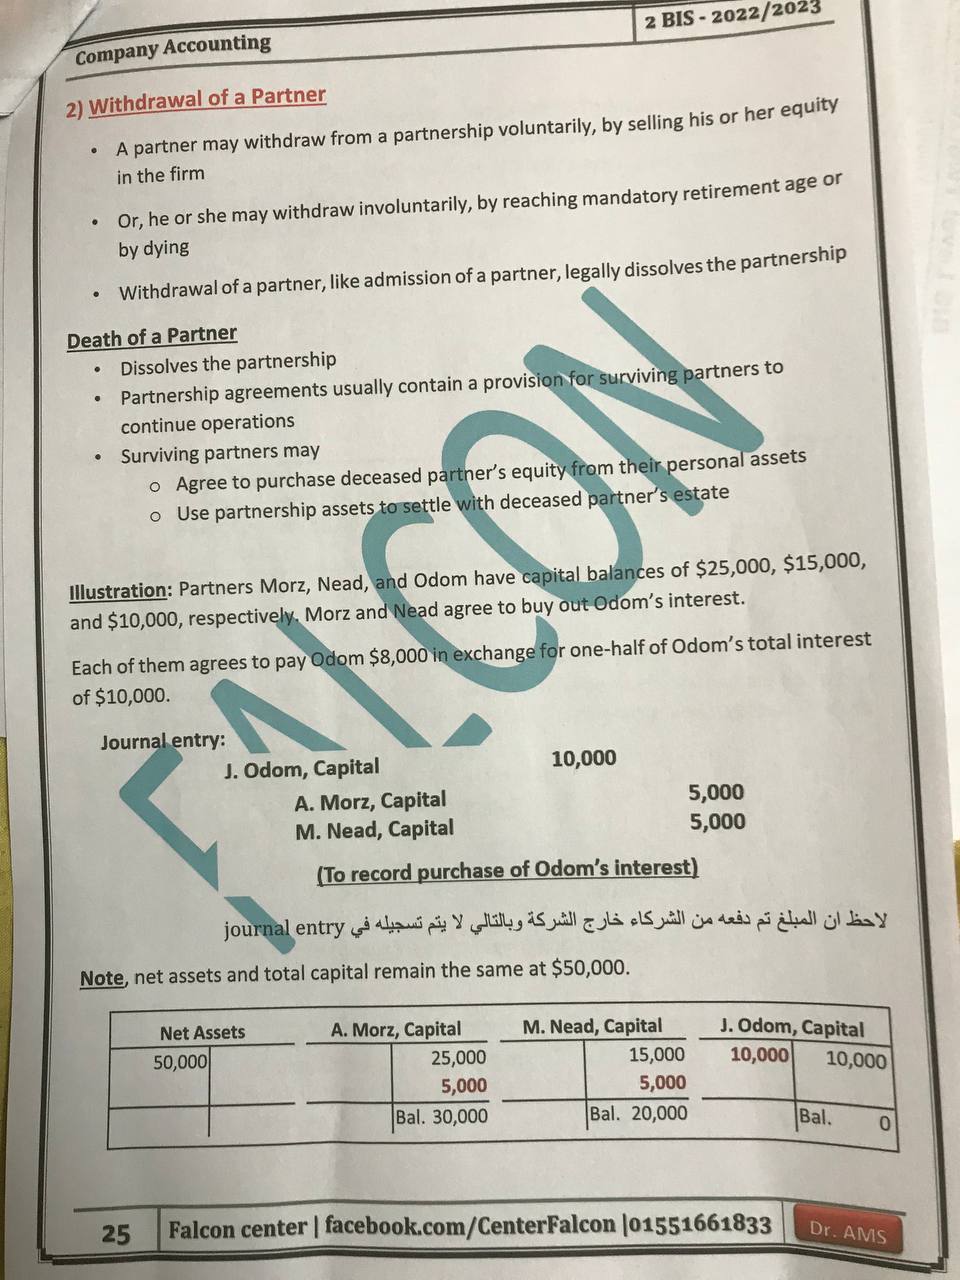 Company Accounting
2 BIS - 2022/2023
2) Withdrawal of a Partner
• A partner may withdraw from a partnership voluntarily, by selling his or her equity
in the firm
• Or, he or she may withdraw involuntarily, by reaching mandatory retirement age or
by dying
• Withdrawal of a partner, like admission of a partner, legally dissolves the partnership
Death of a Partner
• Dissolves the partnership
• Partnership agreements usually contain a provision for surviving partners to
continue operations
• Surviving partners may
o Agree to purchase deceased partner's equity from their personal assets
o Use partnership assets to settle with deceased partner's estate
FALCON
Illustration: Partners Morz, Nead, and Odom have capital balances of $25,000, $15,000,
and $10,000, respectively. Morz and Nead agree to buy out Odom's interest.
Each of them agrees to pay Odom $8,000 in exchange for one-half of Odom's total interest
of $10,000.
Journal entry:
J. Odom, Capital 10,000
A. Morz, Capital 5,000
M. Nead, Capital 5,000
(To record purchase of Odom's interest)
لاحظ ان المبلغ تم دفعه من الشركاء خارج الشركة وبالتالي لا يتم تسجيله في journal entry
Note, net assets and total capital remain the same at $50,000.
Net Assets A. Morz, Capital M. Nead, Capital J. Odom, Capital
50,000 25,000 15,000 10,000 10,000
5,000 5,000
Bal. 30,000 Bal. 20,000 Bal. 0
25 Falcon center | facebook.com/CenterFalcon |01551661833 Dr. AMS